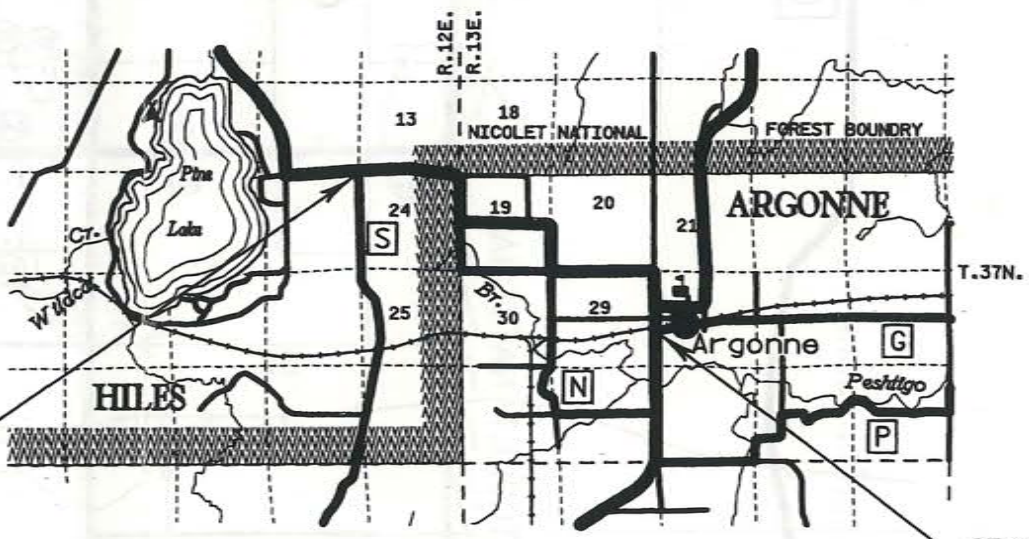 R.12E.
R.13E.
13
18
NICOLET NATIONAL
FOREST BOUNDRY
Pine
Lake
24
19
20
21
ARGONNE
S
Cr.
Wildcat
T.37N.
25
Br.
30
29
Argonne
G
HILES
N
Peshtigo
P